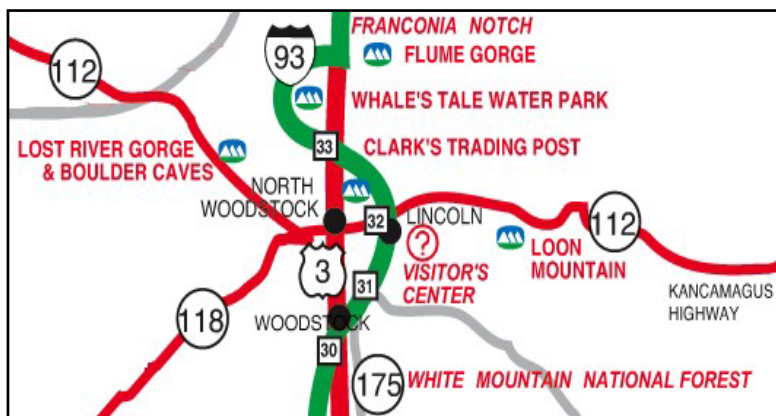 FRANCONIA NOTCH
93
FLUME GORGE
112
WHALE'S TALE WATER PARK
33
CLARK'S TRADING POST
LOST RIVER GORGE
& BOULDER CAVES
NORTH
WOODSTOCK
32
LINCOLN
112
?
LOON
MOUNTAIN
VISITOR'S
CENTER
3
31
KANCAMAGUS
HIGHWAY
118
WOODSTOCK
30
175
WHITE MOUNTAIN NATIONAL FOREST